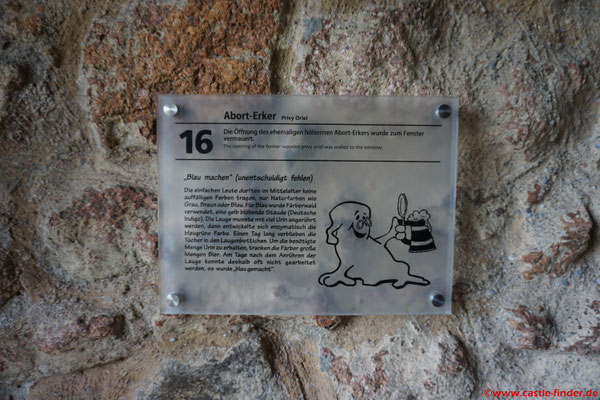 Abort-Erker Privy Oriel
16
Die Öffnung des ehemaligen hölzernen Abort-Erkers wurde zum Fenster
vermauert.
The opening of the former wooden privy oriel was walled to the window.
„Blau machen“ (unentschuldigt fehlen)
Die einfachen Leute durften im Mittelalter keine
auffälligen Farben tragen, nur Naturfarben wie
Grau, Braun oder Blau. Für Blau wurde Färberwaid
verwendet, eine gelb blühende Staude (Deutsche
Indigo). Die Lauge musste mit viel Urin angerührt
werden, dann entwickelte sich enzymatisch die
blaugrüne Farbe. Einen Tag lang verblieben die
Tücher in den Laugenbottichen. Um die benötigte
Menge Urin zu erhalten, tranken die Färber große
Mengen Bier. Am Tage nach dem Anrühren der
Lauge konnte deshalb oft nicht gearbeitet
werden, es wurde „blaugemacht“.
©www.castle-finder.de